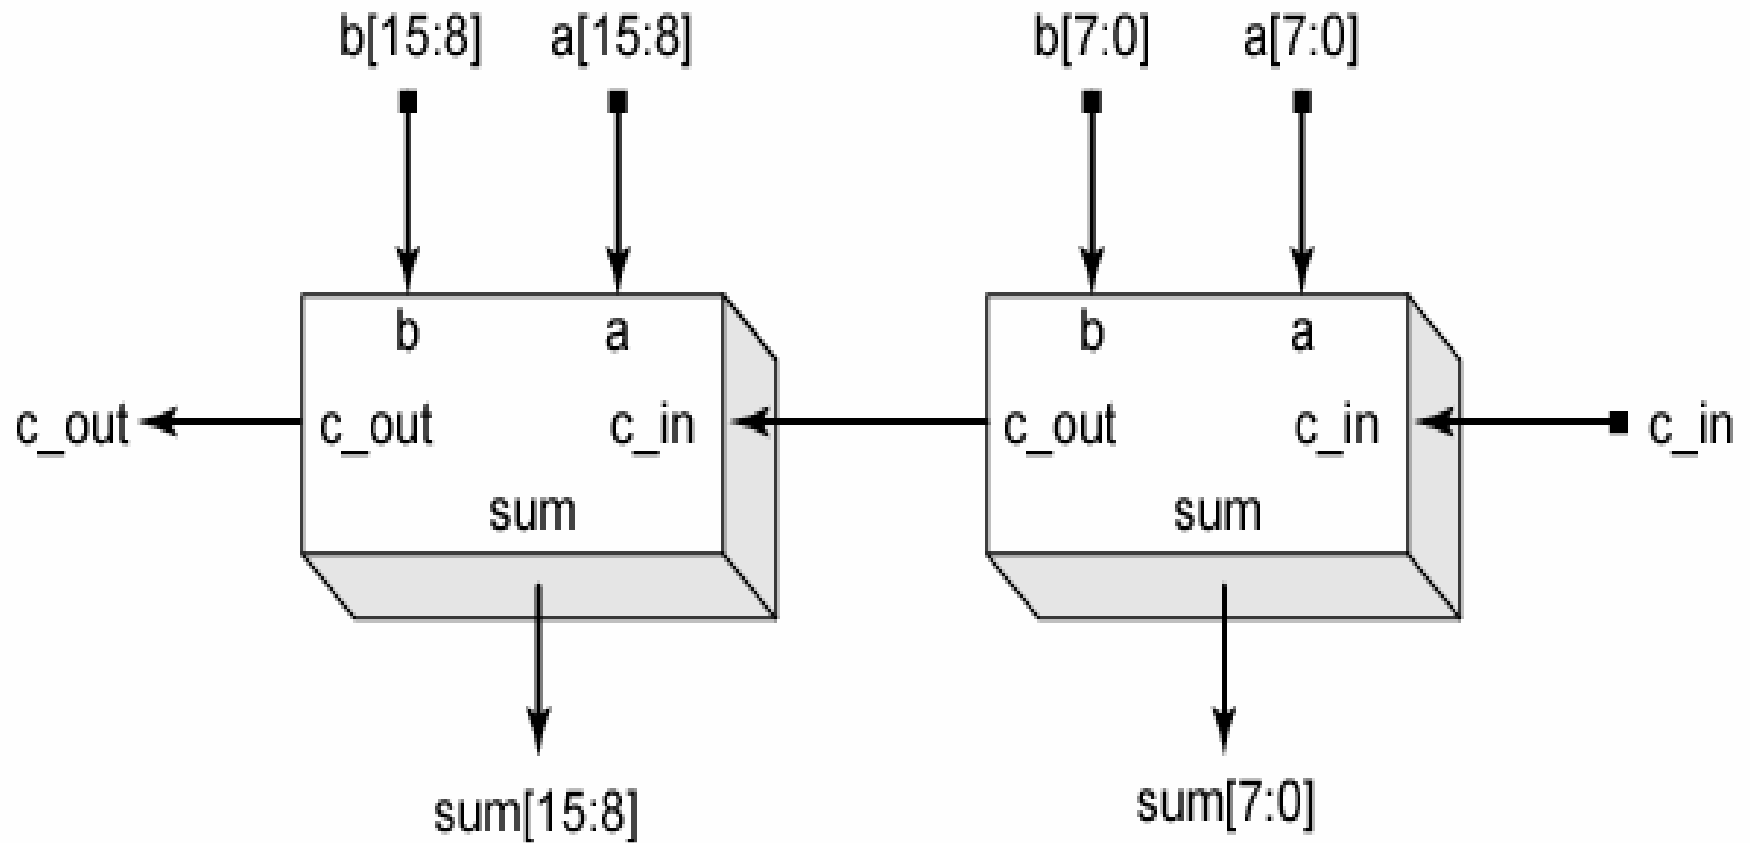 b[15:8] a[15:8] b[7:0] a[7:0]
b a b a
c_out c_out c_in c_out c_in c_in
sum sum
sum[15:8] sum[7:0]